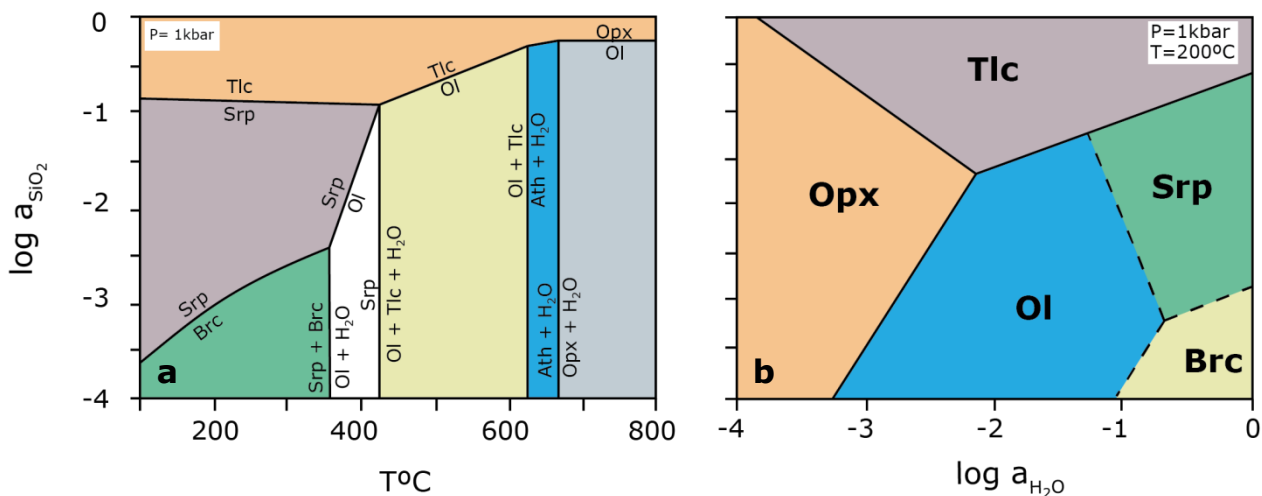 0
-1
-2
-3
-4
log a_SiO₂
P= 1kbar
Tlc
Srp
Tlc
Ol
Opx
Ol
Srp
Ol
Srp
Brc
Srp + Brc
Ol + H₂O
Srp
Ol + Tlc + H₂O
Ol + Tlc
Ath + H₂O
Ath + H₂O
Opx + H₂O
a
200
400
600
800
TºC
P=1kbar
T=200ºC
Tlc
Opx
Srp
Ol
Brc
b
-4
-3
-2
-1
0
log a_H₂O